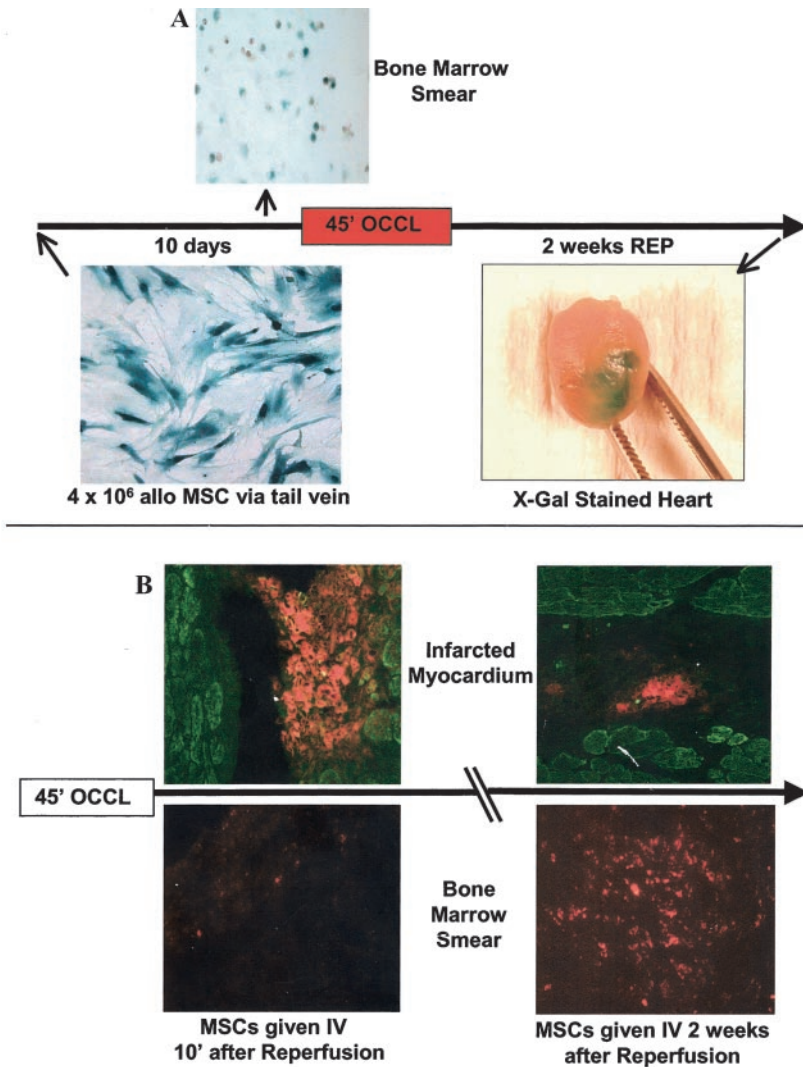 A
Bone Marrow
Smear
45' OCCL
10 days
2 weeks REP
4 x 10⁶ allo MSC via tail vein
X-Gal Stained Heart
B
Infarcted
Myocardium
45' OCCL
Bone
Marrow
Smear
MSCs given IV
10' after Reperfusion
MSCs given IV 2 weeks
after Reperfusion